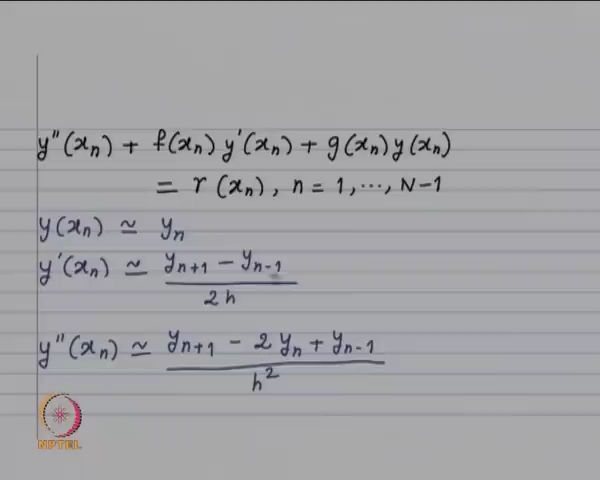 y''(xₙ) + f(xₙ) y'(xₙ) + g(xₙ) y(xₙ)
= r(xₙ), n = 1, ..., N-1
y(xₙ) ≃ yₙ
y'(xₙ) ≃ (yₙ₊₁ - yₙ₋₁) / 2h
y''(xₙ) ≃ (yₙ₊₁ - 2yₙ + yₙ₋₁) / h²
NPTEL